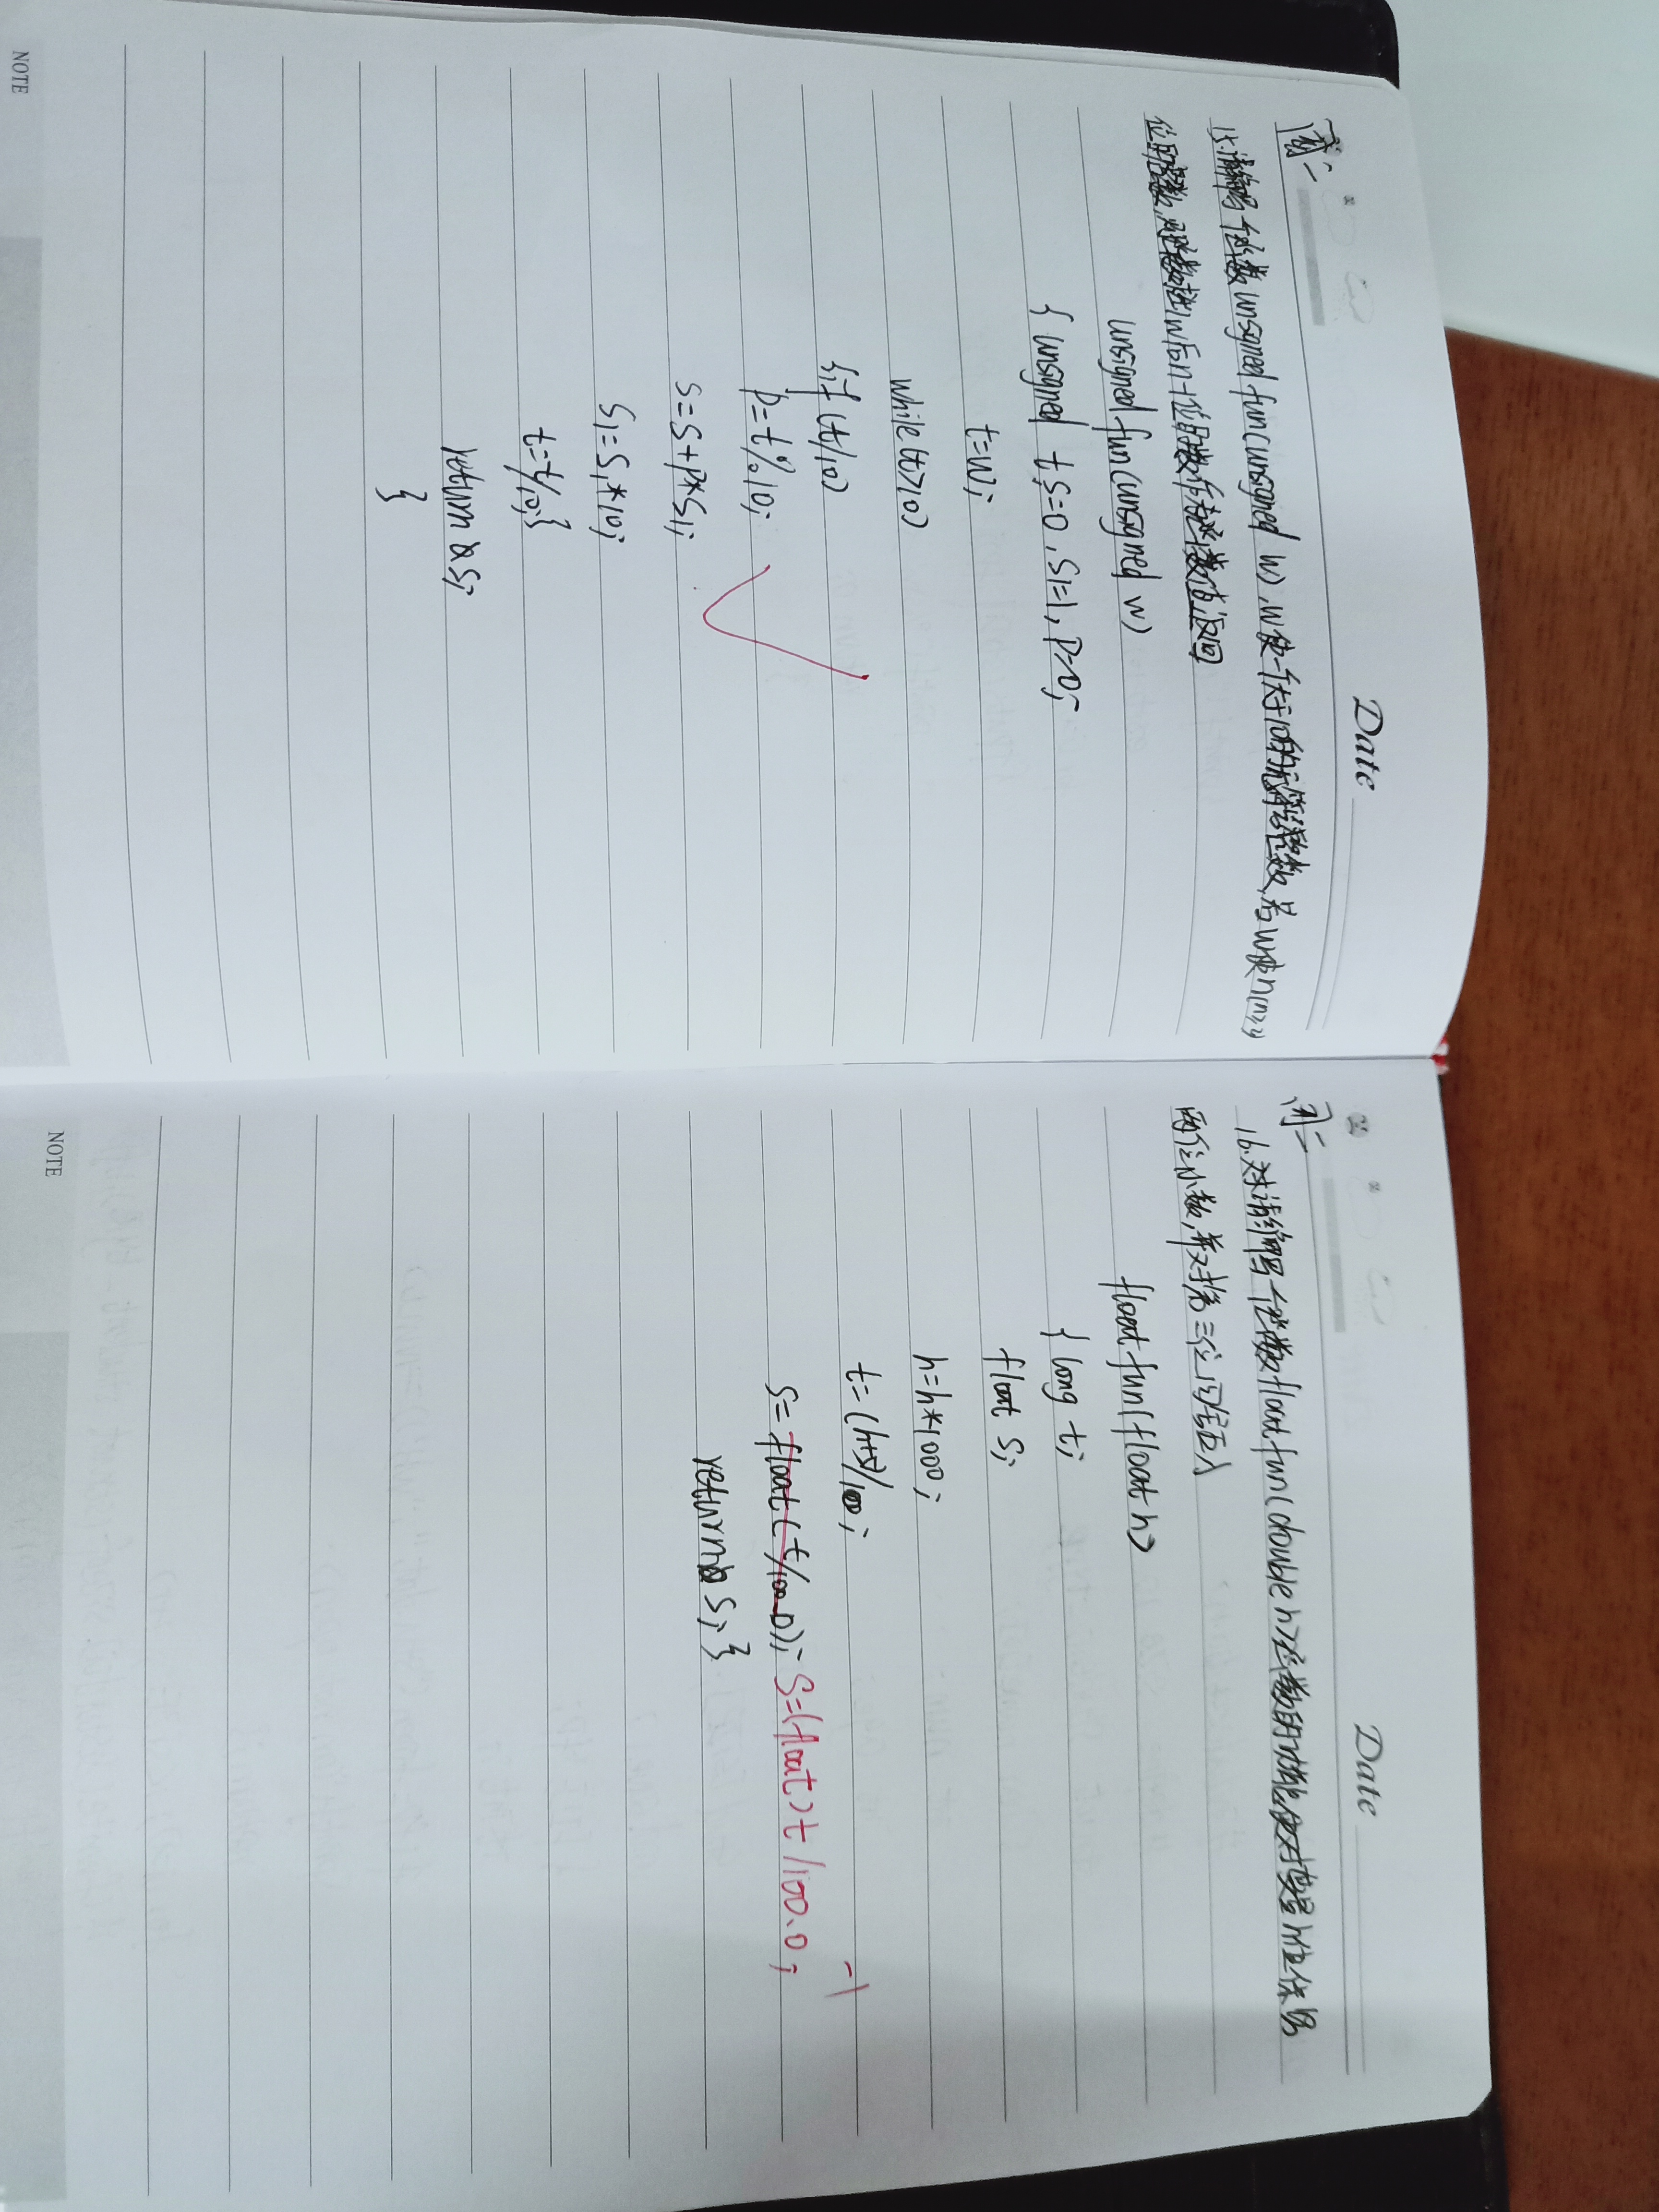 Date
周一
15.请编写一个函数unsigned fun(unsigned w),w是一个大于10的无符号整数,若w是n(n≥2)
位的整数,则函数求出w后n-1位的数作为函数值返回
unsigned fun(unsigned w)
{ unsigned t,s=0,s1=1,p=0;
t=w;
while(t>10)
{if(t/10)
p=t%10;
s=s+p*s1;
s1=s1*10;
t=t/10;}
return s;
}
NOTE
Date
周二
16.请编写一个函数float fun(double h)函数的功能是对变量h中保留
两位小数,并对第三位四舍五入
float fun(float h)
{ long t;
float s;
h=h*1000;
t=(h+5)/10;
s=float(t/100.0); s=(float)t/100.0;
-1
return s;}
NOTE